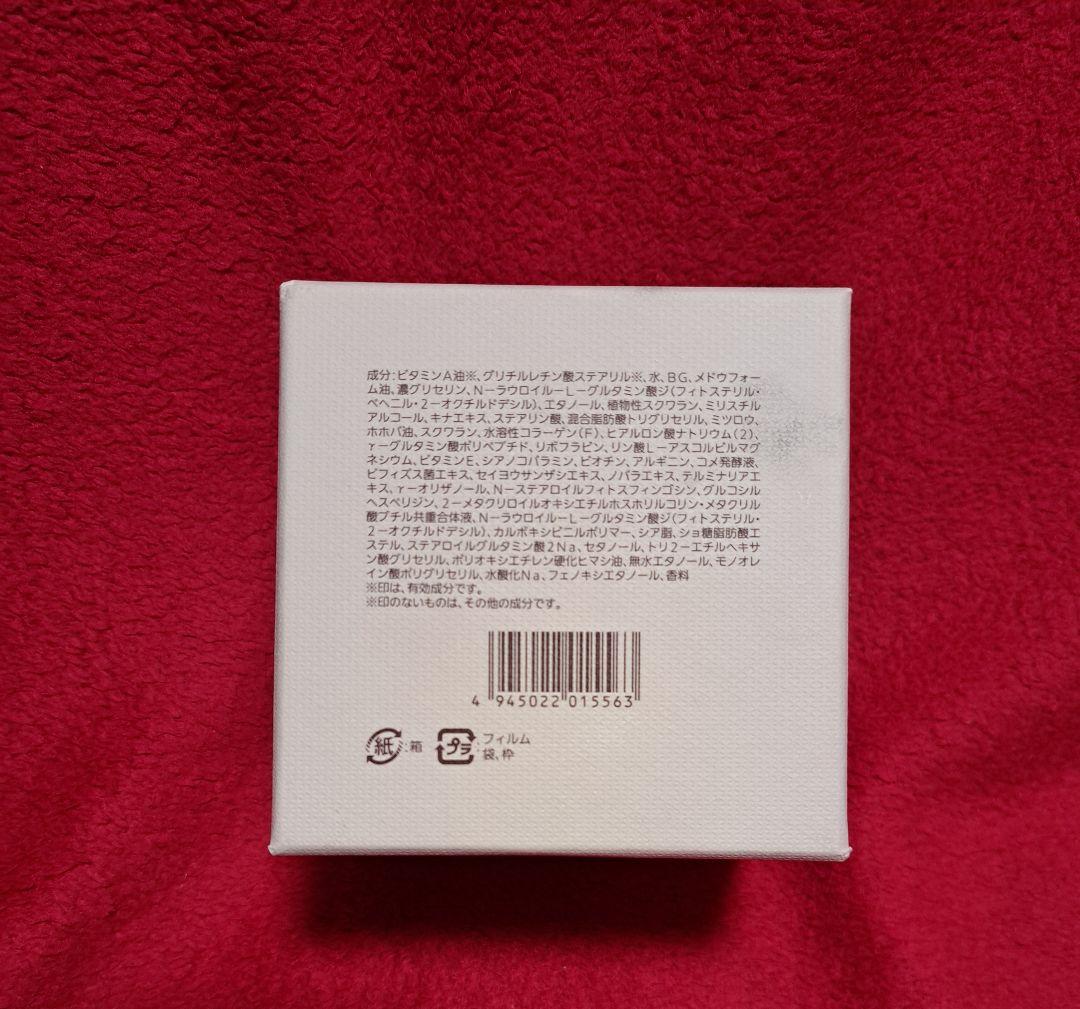 成分:ビタミンA油※、グリチルレチン酸ステアリル※、水、BG、メドウフォー
ム油、濃グリセリン、N－ラウロイル－L－グルタミン酸ジ(フィトステリル・
ベヘニル・2－オクチルドデシル)、エタノール、植物性スクワラン、ミリスチル
アルコール、キナエキス、ステアリン酸、混合脂肪酸トリグリセリル、ミツロウ、
ホホバ油、スクワラン、水溶性コラーゲン(F)、ヒアルロン酸ナトリウム(2)、
γーグルタミン酸ポリペプチド、リボフラビン、リン酸L－アスコルビルマグ
ネシウム、ビタミンE、シアノコバラミン、ビオチン、アルギニン、コメ発酵液、
ビフィズス菌エキス、セイヨウサンザシエキス、ノバラエキス、テルミナリアエ
キス、γーオリザノール、N－ステアロイルフィトスフィンゴシン、グルコシル
ヘスペリジン、2－メタクリロイルオキシエチルホスホリルコリン・メタクリル
酸ブチル共重合体液、N－ラウロイル－L－グルタミン酸ジ(フィトステリル・
2－オクチルドデシル)、カルボキシビニルポリマー、シア脂、ショ糖脂肪酸エ
ステル、ステアロイルグルタミン酸2Na、セタノール、トリ2－エチルヘキサ
ン酸グリセリル、ポリオキシエチレン硬化ヒマシ油、無水エタノール、モノオレ
イン酸ポリグリセリル、水酸化Na、フェノキシエタノール、香料
※印は、有効成分です。
※印のないものは、その他の成分です。
4 945022 015563
紙:箱 プラ:フィルム
袋、枠